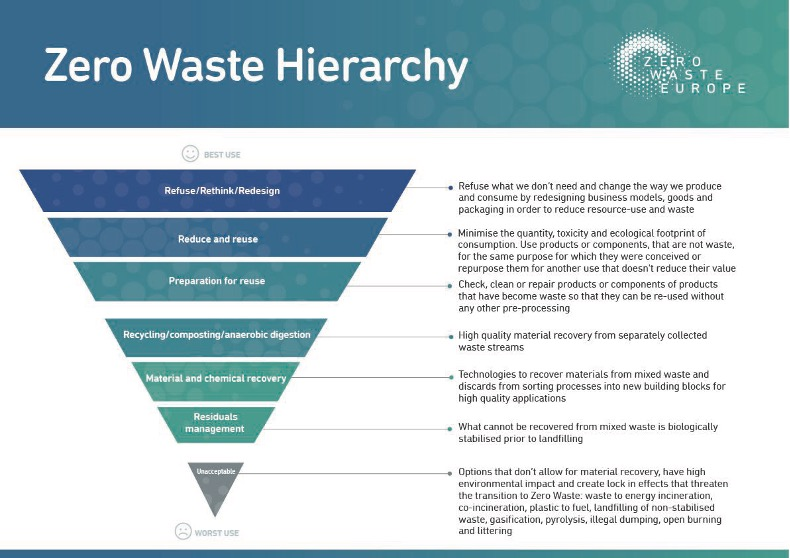 Zero Waste Hierarchy
ZERO
WASTE
EUROPE
BEST USE
Refuse/Rethink/Redesign
Refuse what we don't need and change the way we produce
and consume by redesigning business models, goods and
packaging in order to reduce resource-use and waste
Reduce and reuse
Minimise the quantity, toxicity and ecological footprint of
consumption. Use products or components, that are not waste,
for the same purpose for which they were conceived or
repurpose them for another use that doesn't reduce their value
Preparation for reuse
Check, clean or repair products or components of products
that have become waste so that they can be re-used without
any other pre-processing
Recycling/composting/anaerobic digestion
High quality material recovery from separately collected
waste streams
Material and chemical recovery
Technologies to recover materials from mixed waste and
discards from sorting processes into new building blocks for
high quality applications
Residuals
management
What cannot be recovered from mixed waste is biologically
stabilised prior to landfilling
Unacceptable
Options that don't allow for material recovery, have high
environmental impact and create lock in effects that threaten
the transition to Zero Waste: waste to energy incineration,
co-incineration, plastic to fuel, landfilling of non-stabilised
waste, gasification, pyrolysis, illegal dumping, open burning
and littering
WORST USE